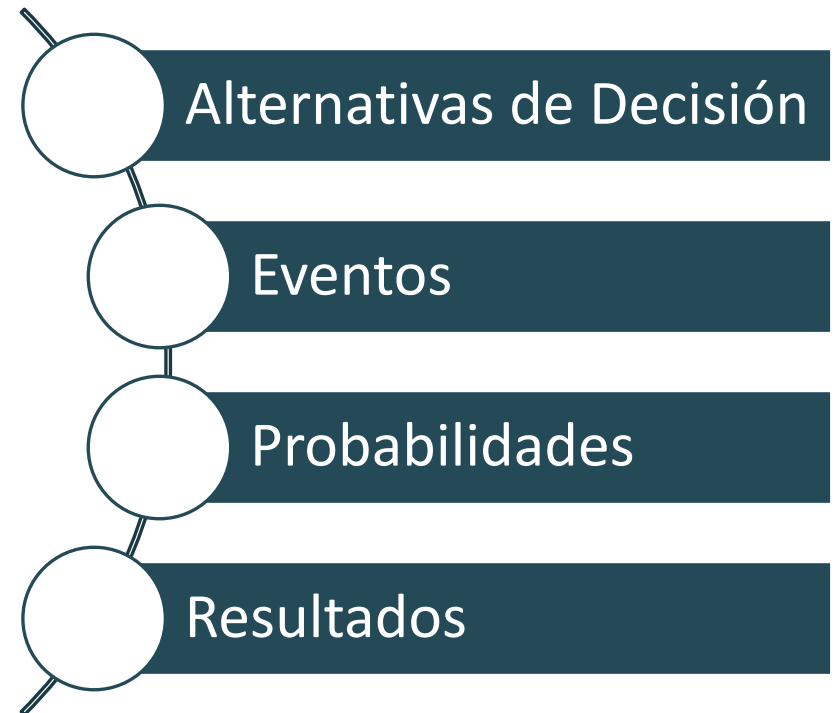 Alternativas de Decisión
Eventos
Probabilidades
Resultados